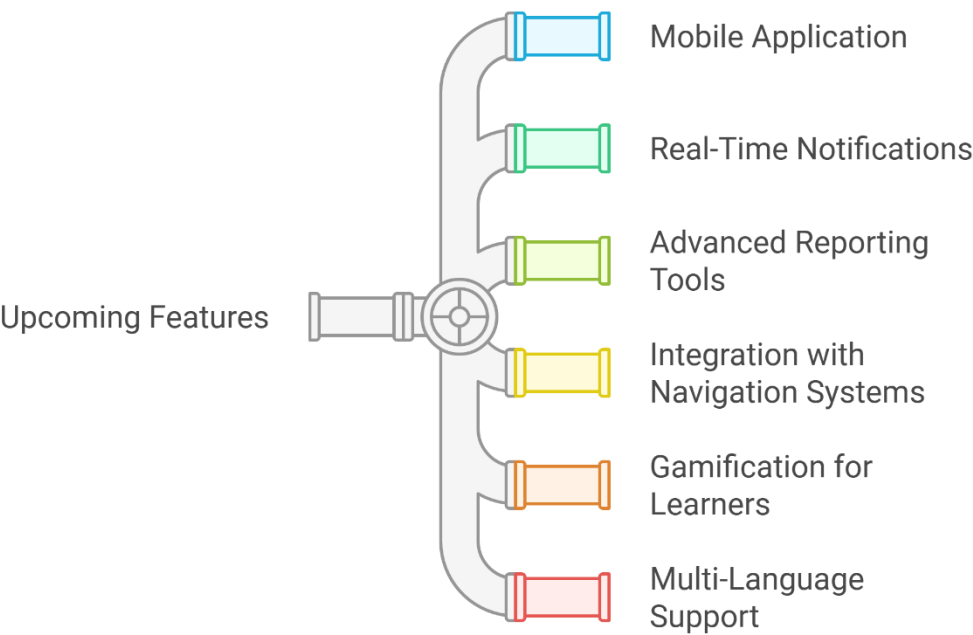 Mobile Application
Real-Time Notifications
Advanced Reporting
Tools
Upcoming Features
Integration with
Navigation Systems
Gamification for
Learners
Multi-Language
Support